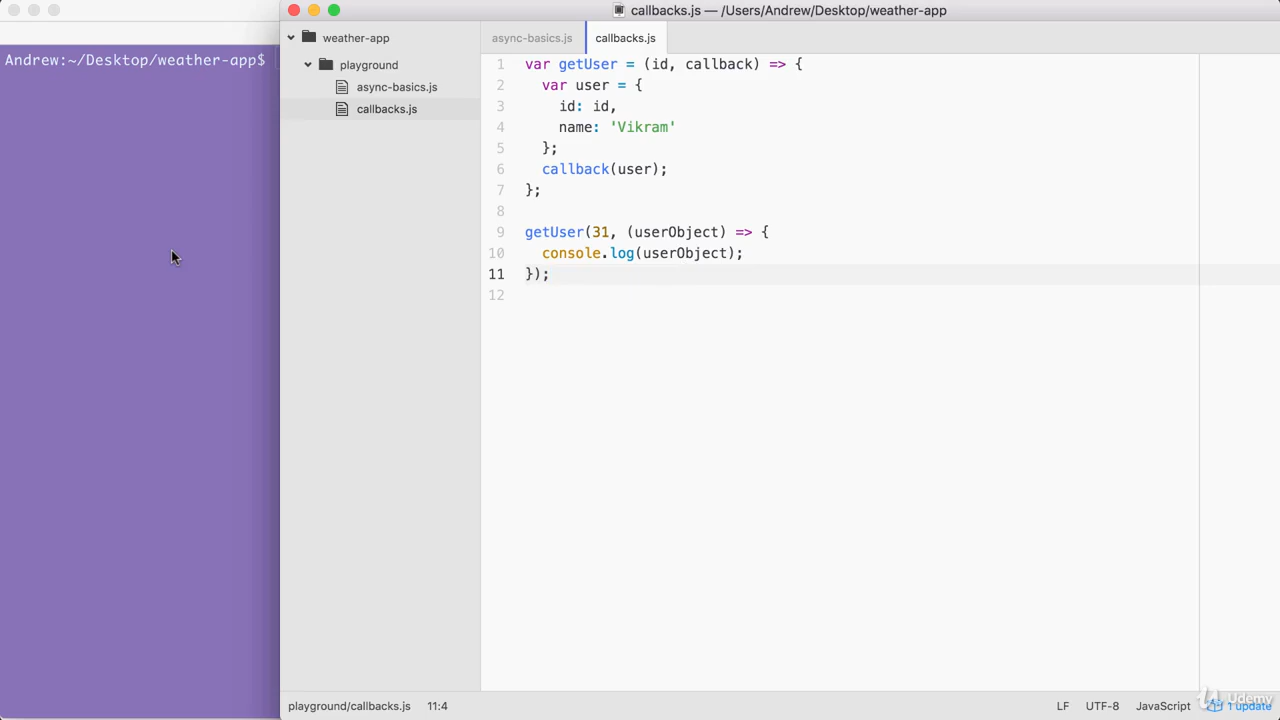 callbacks.js — /Users/Andrew/Desktop/weather-app
Andrew:~/Desktop/weather-app$
weather-app
playground
async-basics.js
callbacks.js
async-basics.js
callbacks.js
1 var getUser = (id, callback) => {
2   var user = {
3     id: id,
4     name: 'Vikram'
5   };
6   callback(user);
7 };
8
9 getUser(31, (userObject) => {
10   console.log(userObject);
11 });
12
playground/callbacks.js 11:4
LF UTF-8 JavaScript 1 update
Udemy